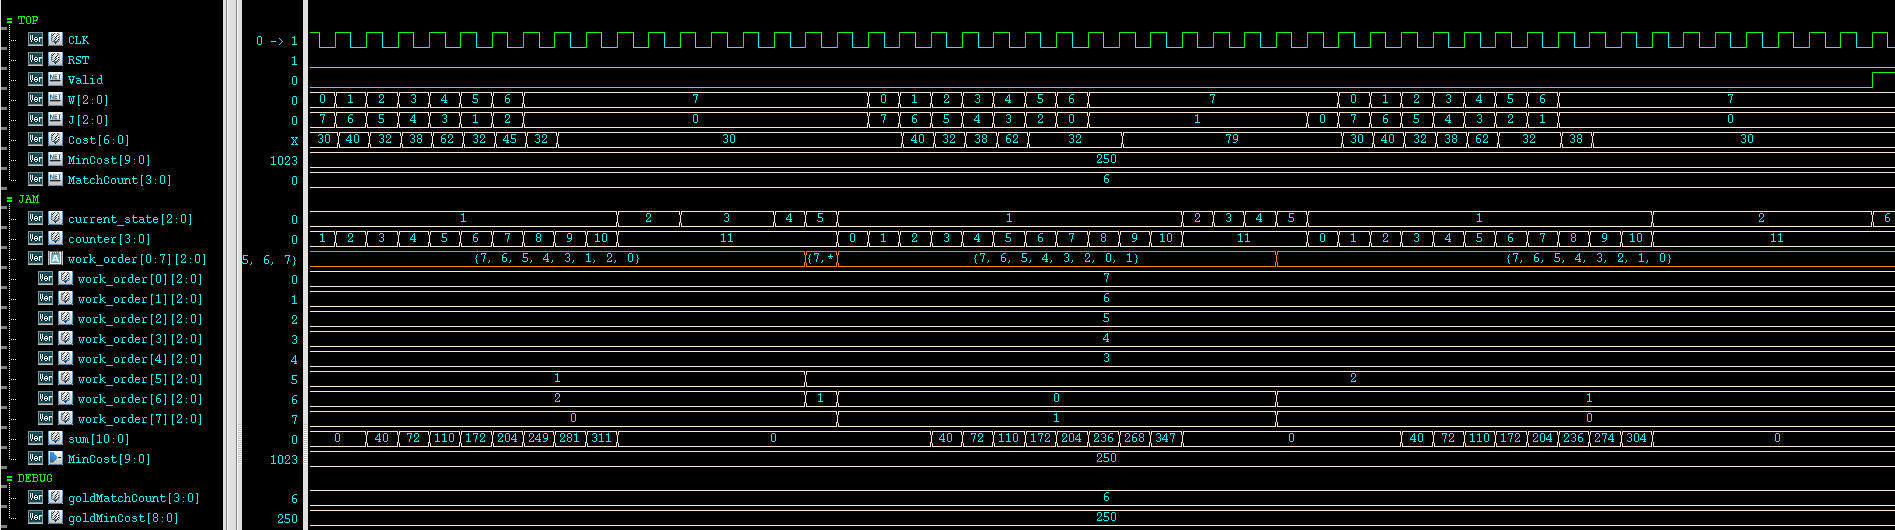 TOP
CLK 0 -> 1
RST 1
Valid 0
W[2:0] 0 0 1 2 3 4 5 6 7 0 1 2 3 4 5 6 7 0 1 2 3 4 5 6 7
J[2:0] 0 7 6 5 4 3 1 2 0 7 6 5 4 3 2 0 1 0 7 6 5 4 3 2 1 0
Cost[6:0] X 30 40 32 38 62 32 45 32 30 40 32 38 62 32 79 30 40 32 38 62 32 38 30
MinCost[9:0] 1023 250
MatchCount[3:0] 0 6
JAM
current_state[2:0] 0 1 2 3 4 5 1 2 3 4 5 1 2 6
counter[3:0] 0 1 2 3 4 5 6 7 8 9 10 11 0 1 2 3 4 5 6 7 8 9 10 11 0 1 2 3 4 5 6 7 8 9 10 11
work_order[0:7][2:0] 5, 6, 7} {7, 6, 5, 4, 3, 1, 2, 0} {7,* {7, 6, 5, 4, 3, 2, 0, 1} {7, 6, 5, 4, 3, 2, 1, 0}
work_order[0][2:0] 0 7
work_order[1][2:0] 1 6
work_order[2][2:0] 2 5
work_order[3][2:0] 3 4
work_order[4][2:0] 4 3
work_order[5][2:0] 5 1 2
work_order[6][2:0] 6 2 1 0 1
work_order[7][2:0] 7 0 1 0
sum[10:0] 0 0 40 72 110 172 204 249 281 311 0 40 72 110 172 204 236 268 347 0 40 72 110 172 204 236 274 304 0
MinCost[9:0] 1023 250
DEBUG
goldMatchCount[3:0] 6 6
goldMinCost[8:0] 250 250